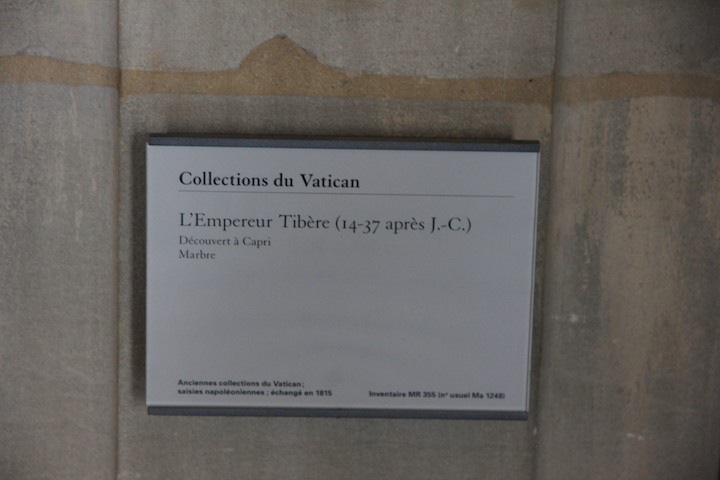 Collections du Vatican
L'Empereur Tibère (14-37 après J.-C.)
Découvert à Capri
Marbre
Anciennes collections du Vatican ;
saisies napoléoniennes ; échangé en 1815
Inventaire MR 355 (n° usuel Ma 1248)